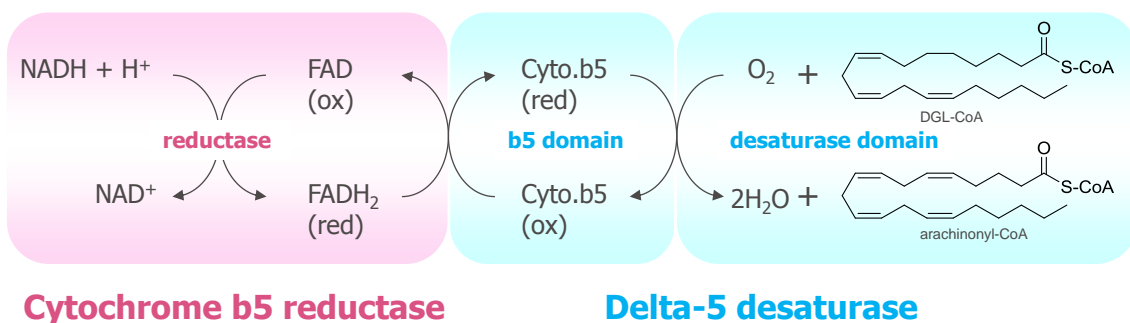 NADH + H⁺
FAD
(ox)
Cyto.b5
(red)
O₂ +
O
S-CoA
DGL-CoA
reductase
b5 domain
desaturase domain
NAD⁺
FADH₂
(red)
Cyto.b5
(ox)
2H₂O +
O
S-CoA
arachinonyl-CoA
Cytochrome b5 reductase
Delta-5 desaturase